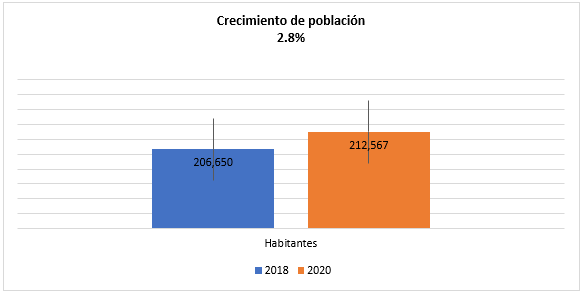 Crecimiento de población
2.8%
206,650
212,567
Habitantes
2018 2020